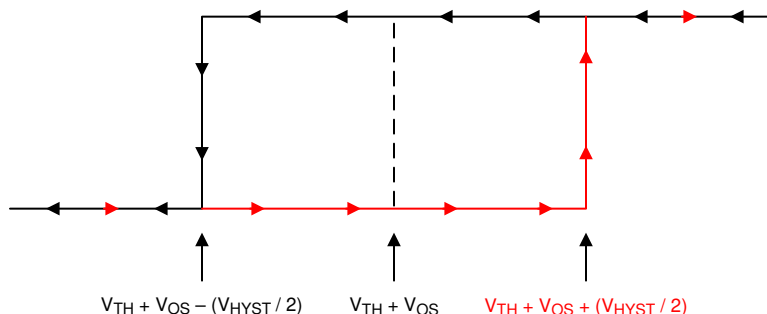 VTH + VOS – (VHYST / 2) VTH + VOS VTH + VOS + (VHYST / 2)